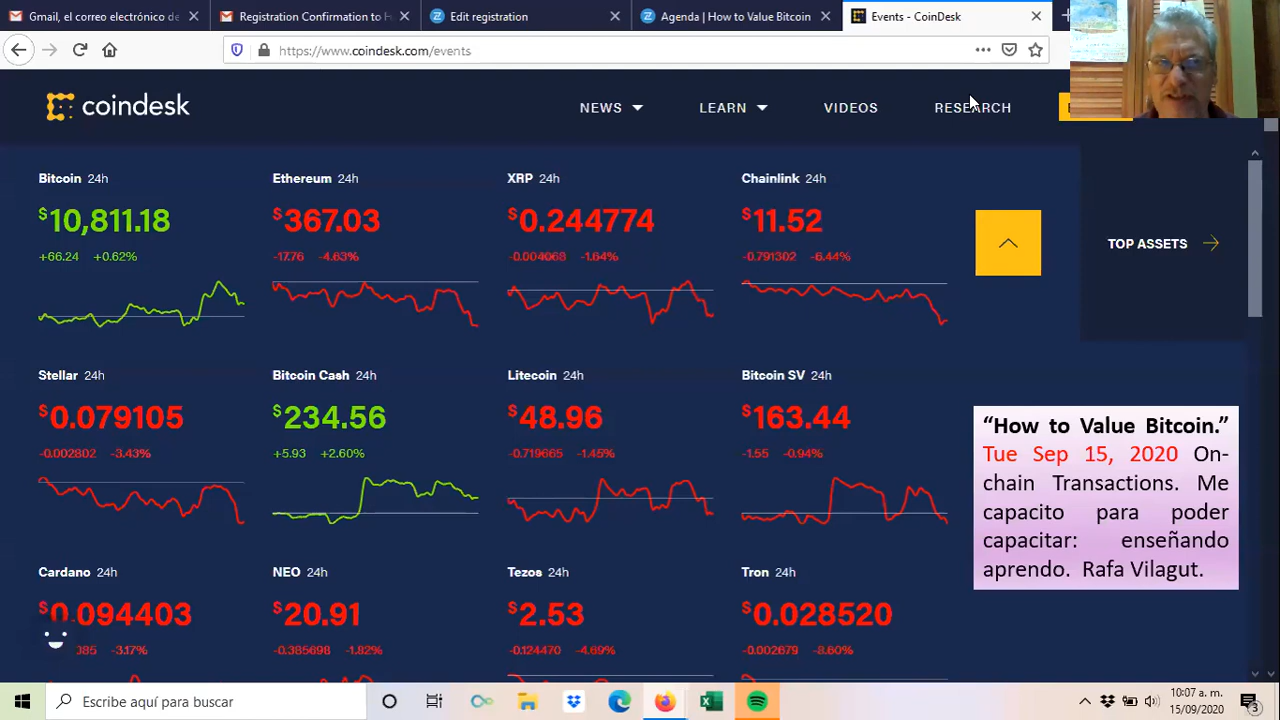 Gmail, el correo electrónico de
Registration Confirmation to H
Edit registration
Agenda | How to Value Bitcoin
Events - CoinDesk
https://www.coindesk.com/events
coindesk
NEWS
LEARN
VIDEOS
RESEARCH
Bitcoin 24h
Ethereum 24h
XRP 24h
Chainlink 24h
$10,811.18
$367.03
$0.244774
$11.52
TOP ASSETS
+66.24 +0.62%
-17.76 -4.63%
-0.004068 -1.64%
-0.791302 -6.44%
Stellar 24h
Bitcoin Cash 24h
Litecoin 24h
Bitcoin SV 24h
$0.079105
$234.56
$48.96
$163.44
-0.002802 -3.43%
+5.93 +2.60%
-0.719665 -1.45%
-1.55 -0.94%
“How to Value Bitcoin.”
Tue Sep 15, 2020 On-
chain Transactions. Me
capacito para poder
capacitar: enseñando
aprendo. Rafa Vilagut.
Cardano 24h
NEO 24h
Tezos 24h
Tron 24h
$0.094403
$20.91
$2.53
$0.028520
385 -3.17%
-0.385698 -1.82%
-0.124470 -4.69%
-0.002679 -8.60%
Escribe aquí para buscar
10:07 a. m.
15/09/2020
3